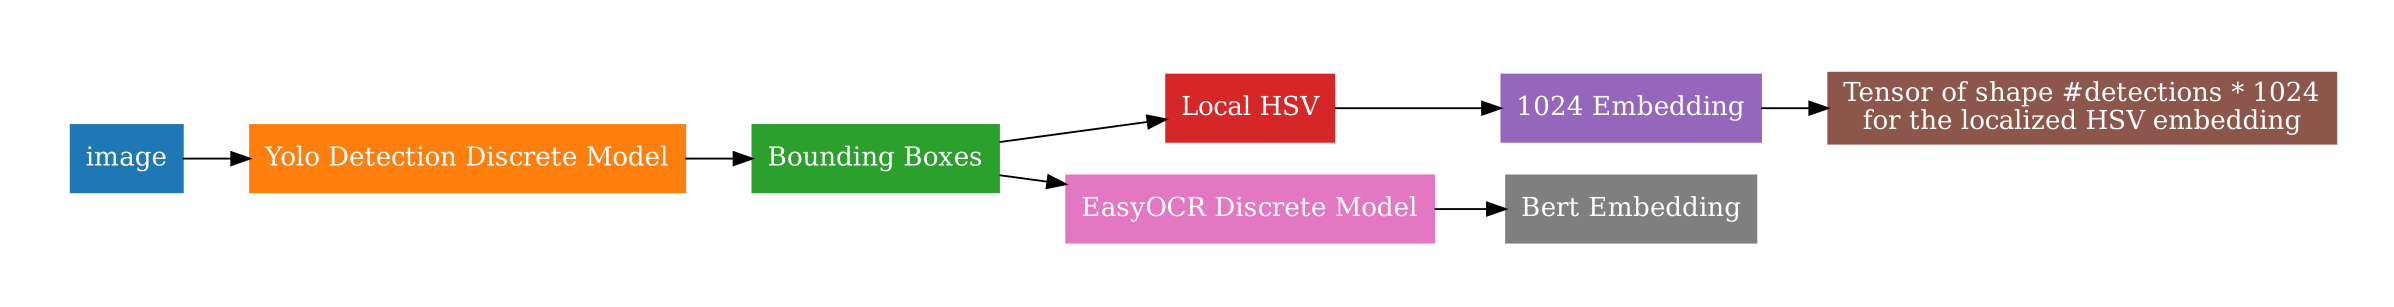 image
Yolo Detection Discrete Model
Bounding Boxes
Local HSV
1024 Embedding
Tensor of shape #detections * 1024
for the localized HSV embedding
EasyOCR Discrete Model
Bert Embedding